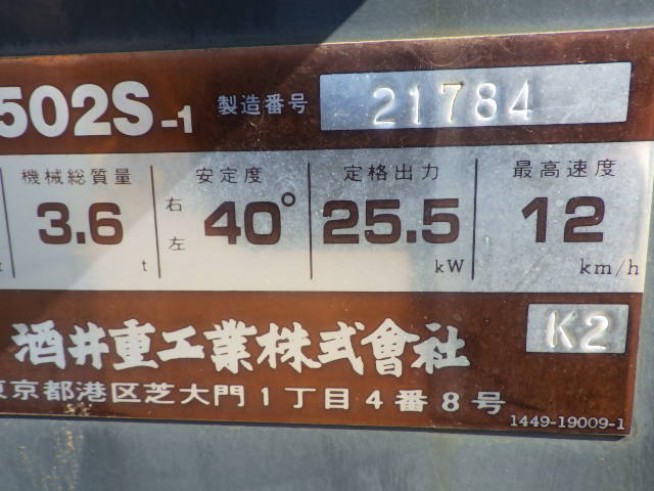 502S-1 製造番号 21784
機械総質量 安定度 定格出力 最高速度
右 左 3.6 t 40° 25.5 kW 12 km/h
酒井重工業株式會社 K2
東京都港区芝大門1丁目4番8号
1449-19009-1